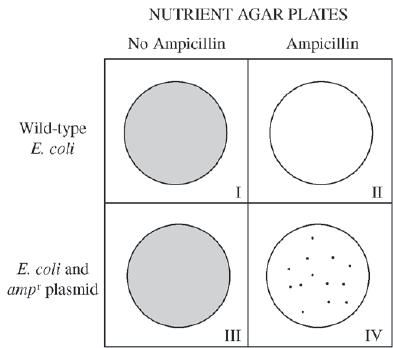 NUTRIENT AGAR PLATES
No Ampicillin Ampicillin
Wild-type
E. coli
I
II
E. coli and
ampʳ plasmid
III
IV